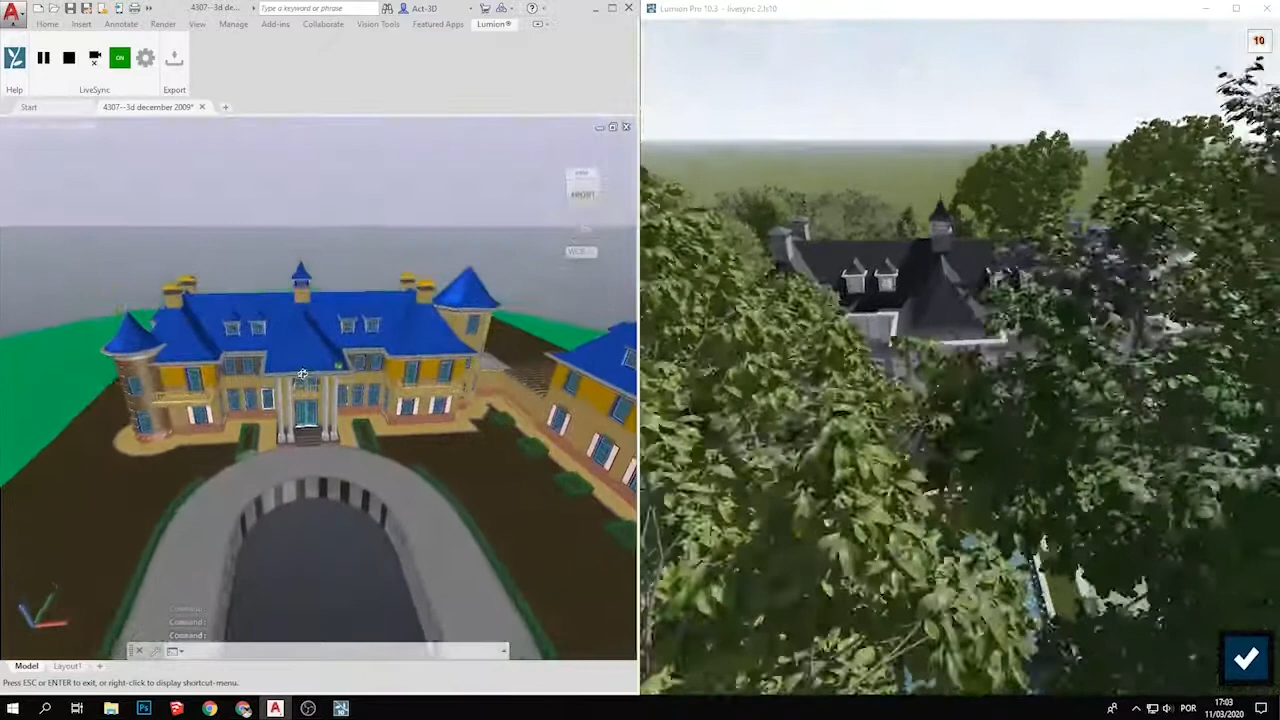 4307--3d de...
Type a keyword or phrase
Act-3D
Home
Insert
Annotate
Review
View
Manage
Add-ins
Collaborate
Vision Tools
Featured Apps
Lumion®
ON
Help
LiveSync
Export
Start
4307--3d december 2009*
FRONT
Command:
Command:
Command:
Model
Layout1
Press ESC or ENTER to exit, or right-click to display shortcut-menu.
Lumion Pro 10.3 - livesync 2.ls10
10
POR
17:03
11/03/2020